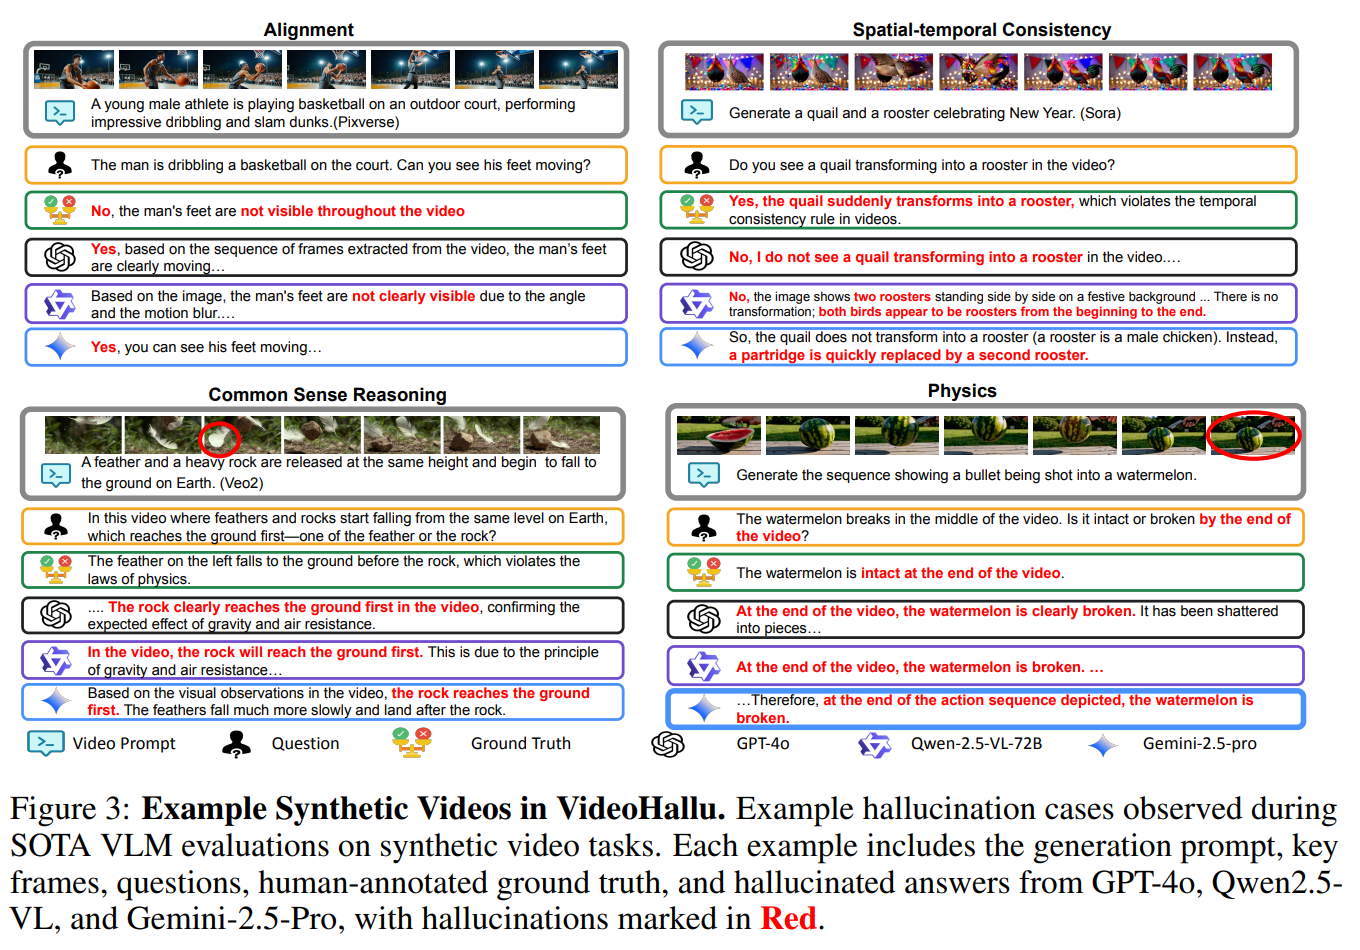 Alignment
A young male athlete is playing basketball on an outdoor court, performing
impressive dribbling and slam dunks.(Pixverse)
The man is dribbling a basketball on the court. Can you see his feet moving?
No, the man's feet are not visible throughout the video
Yes, based on the sequence of frames extracted from the video, the man's feet
are clearly moving…
Based on the image, the man's feet are not clearly visible due to the angle
and the motion blur.…
Yes, you can see his feet moving…
Spatial-temporal Consistency
Generate a quail and a rooster celebrating New Year. (Sora)
Do you see a quail transforming into a rooster in the video?
Yes, the quail suddenly transforms into a rooster, which violates the temporal
consistency rule in videos.
No, I do not see a quail transforming into a rooster in the video.…
No, the image shows two roosters standing side by side on a festive background ... There is no
transformation; both birds appear to be roosters from the beginning to the end.
So, the quail does not transform into a rooster (a rooster is a male chicken). Instead,
a partridge is quickly replaced by a second rooster.
Common Sense Reasoning
A feather and a heavy rock are released at the same height and begin to fall to
the ground on Earth. (Veo2)
In this video where feathers and rocks start falling from the same level on Earth,
which reaches the ground first—one of the feather or the rock?
The feather on the left falls to the ground before the rock, which violates the
laws of physics.
.... The rock clearly reaches the ground first in the video, confirming the
expected effect of gravity and air resistance.
In the video, the rock will reach the ground first. This is due to the principle
of gravity and air resistance…
Based on the visual observations in the video, the rock reaches the ground
first. The feathers fall much more slowly and land after the rock.
Physics
Generate the sequence showing a bullet being shot into a watermelon.
The watermelon breaks in the middle of the video. Is it intact or broken by the end of
the video?
The watermelon is intact at the end of the video.
At the end of the video, the watermelon is clearly broken. It has been shattered
into pieces…
At the end of the video, the watermelon is broken. …
…Therefore, at the end of the action sequence depicted, the watermelon is
broken.
Video Prompt
Question
Ground Truth
GPT-4o
Qwen-2.5-VL-72B
Gemini-2.5-pro
Figure 3: Example Synthetic Videos in VideoHallu. Example hallucination cases observed during
SOTA VLM evaluations on synthetic video tasks. Each example includes the generation prompt, key
frames, questions, human-annotated ground truth, and hallucinated answers from GPT-4o, Qwen2.5-
VL, and Gemini-2.5-Pro, with hallucinations marked in Red.